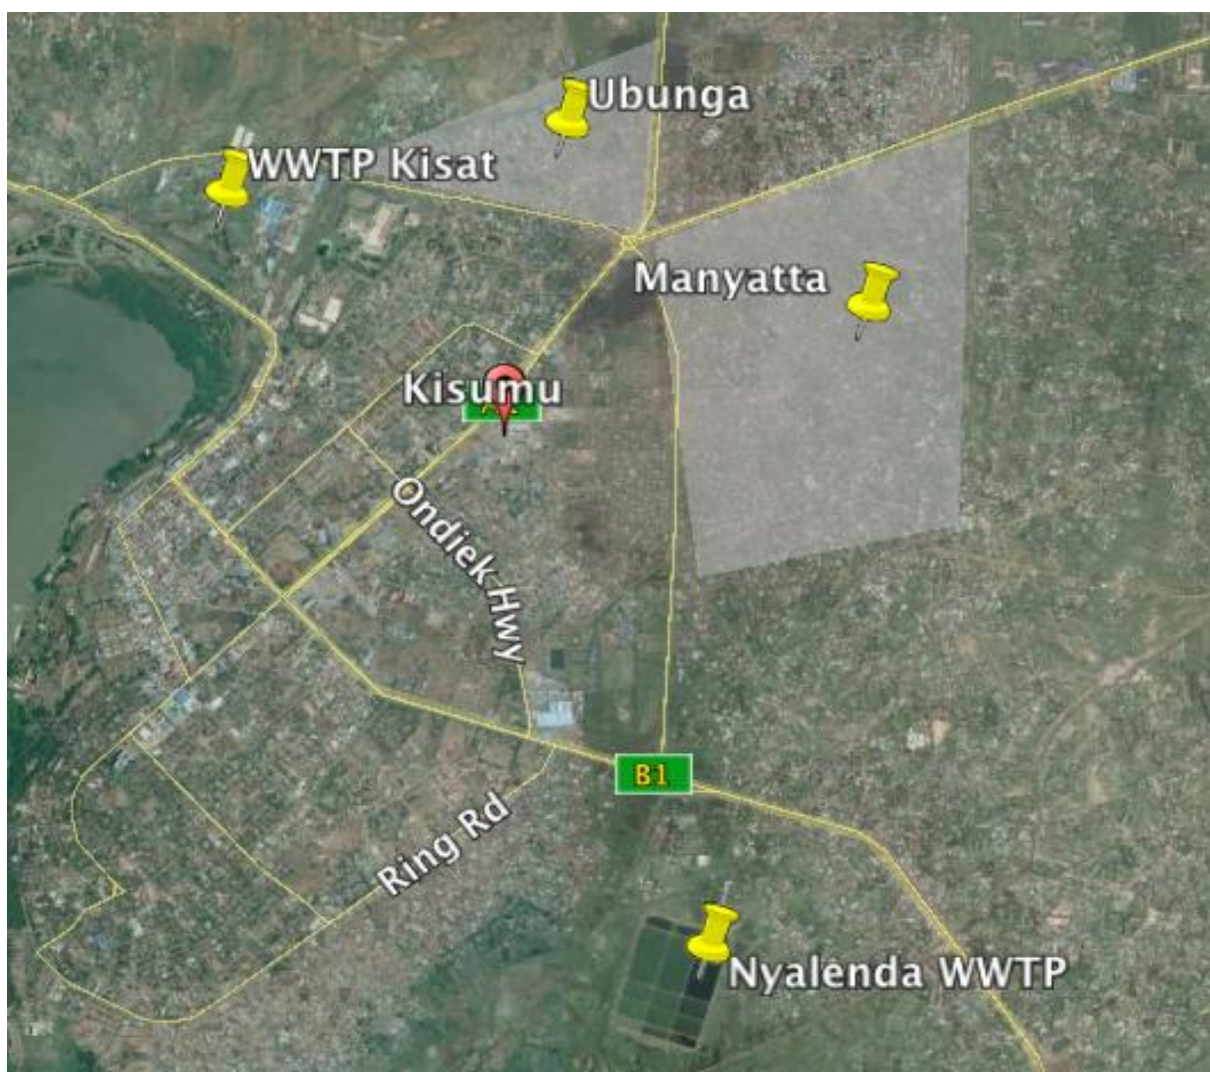 Ubunga
WWTP Kisat
Manyatta
Kisumu
Ondiek Hwy
B1
Ring Rd
Nyalenda WWTP